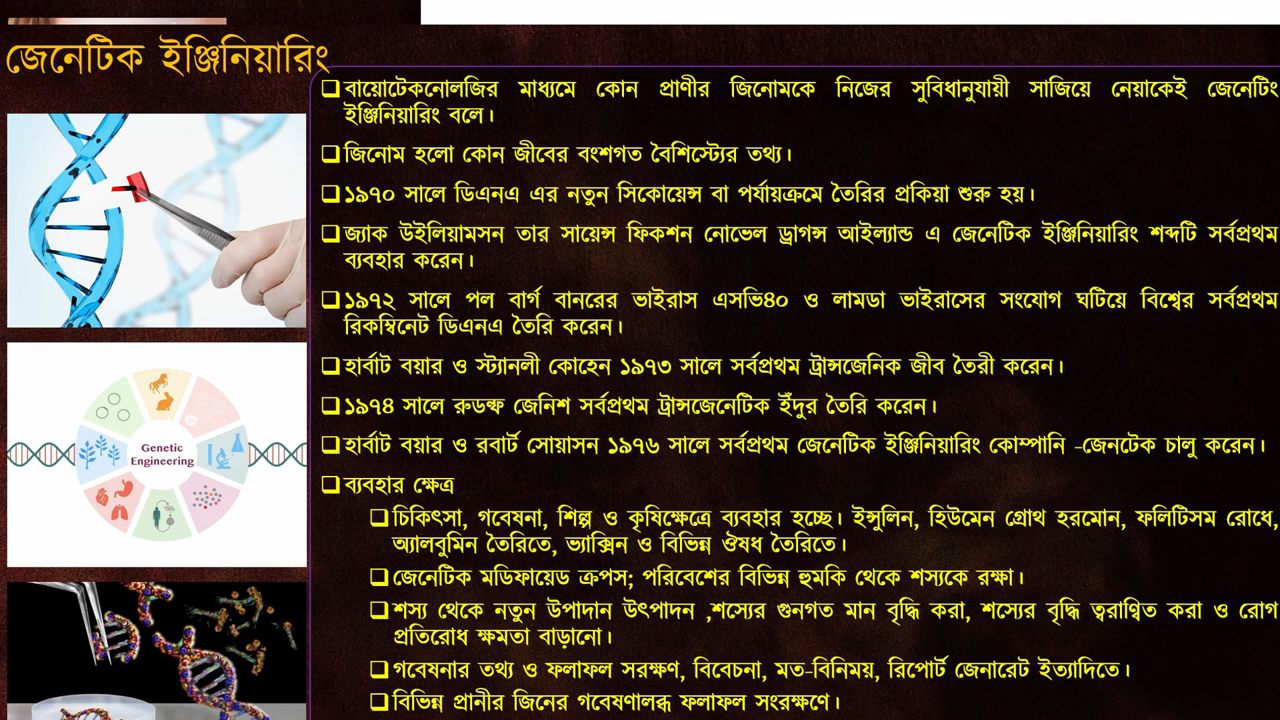 জেনেটিক ইঞ্জিনিয়ারিং
❑বায়োটেকনোলজির মাধ্যমে কোন প্রাণীর জিনোমকে নিজের সুবিধানুযায়ী সাজিয়ে নেয়াকেই জেনেটিং
ইঞ্জিনিয়ারিং বলে।
❑জিনোম হলো কোন জীবের বংশগত বৈশিস্ট্যের তথ্য।
❑১৯৭০ সালে ডিএনএ এর নতুন সিকোয়েন্স বা পর্যায়ক্রমে তৈরির প্রকিয়া শুরু হয়।
❑জ্যাক উইলিয়ামসন তার সায়েন্স ফিকশন নোভেল ড্রাগন্স আইল্যান্ড এ জেনেটিক ইঞ্জিনিয়ারিং শব্দটি সর্বপ্রথম
ব্যবহার করেন।
❑১৯৭২ সালে পল বার্গ বানরের ভাইরাস এসভি৪০ ও লামডা ভাইরাসের সংযোগ ঘটিয়ে বিশ্বের সর্বপ্রথম
রিকম্বিনেট ডিএনএ তৈরি করেন।
❑হার্বাট বয়ার ও স্ট্যানলী কোহেন ১৯৭৩ সালে সর্বপ্রথম ট্রান্সজেনিক জীব তৈরী করেন।
❑১৯৭৪ সালে রুডল্ফ জেনিশ সর্বপ্রথম ট্রান্সজেনেটিক ইঁদুর তৈরি করেন।
❑হার্বাট বয়ার ও রবার্ট সোয়াসন ১৯৭৬ সালে সর্বপ্রথম জেনেটিক ইঞ্জিনিয়ারিং কোম্পানি -জেনটেক চালু করেন।
❑ব্যবহার ক্ষেত্র
❑চিকিৎসা, গবেষনা, শিল্প ও কৃষিক্ষেত্রে ব্যবহার হচ্ছে। ইন্সুলিন, হিউমেন গ্রোথ হরমোন, ফলিটিসম রোধে,
অ্যালবুমিন তৈরিতে, ভ্যাক্সিন ও বিভিন্ন ঔষধ তৈরিতে।
❑জেনেটিক মডিফায়েড ক্রপস; পরিবেশের বিভিন্ন হুমকি থেকে শস্যকে রক্ষা।
❑শস্য থেকে নতুন উপাদান উৎপাদন ,শস্যের গুনগত মান বৃদ্ধি করা, শস্যের বৃদ্ধি ত্বরাণ্বিত করা ও রোগ
প্রতিরোধ ক্ষমতা বাড়ানো।
❑গবেষনার তথ্য ও ফলাফল সরক্ষণ, বিবেচনা, মত-বিনিময়, রিপোর্ট জেনারেট ইত্যাদিতে।
❑বিভিন্ন প্রানীর জিনের গবেষণালব্ধ ফলাফল সংরক্ষণে।
Genetic
Engineering